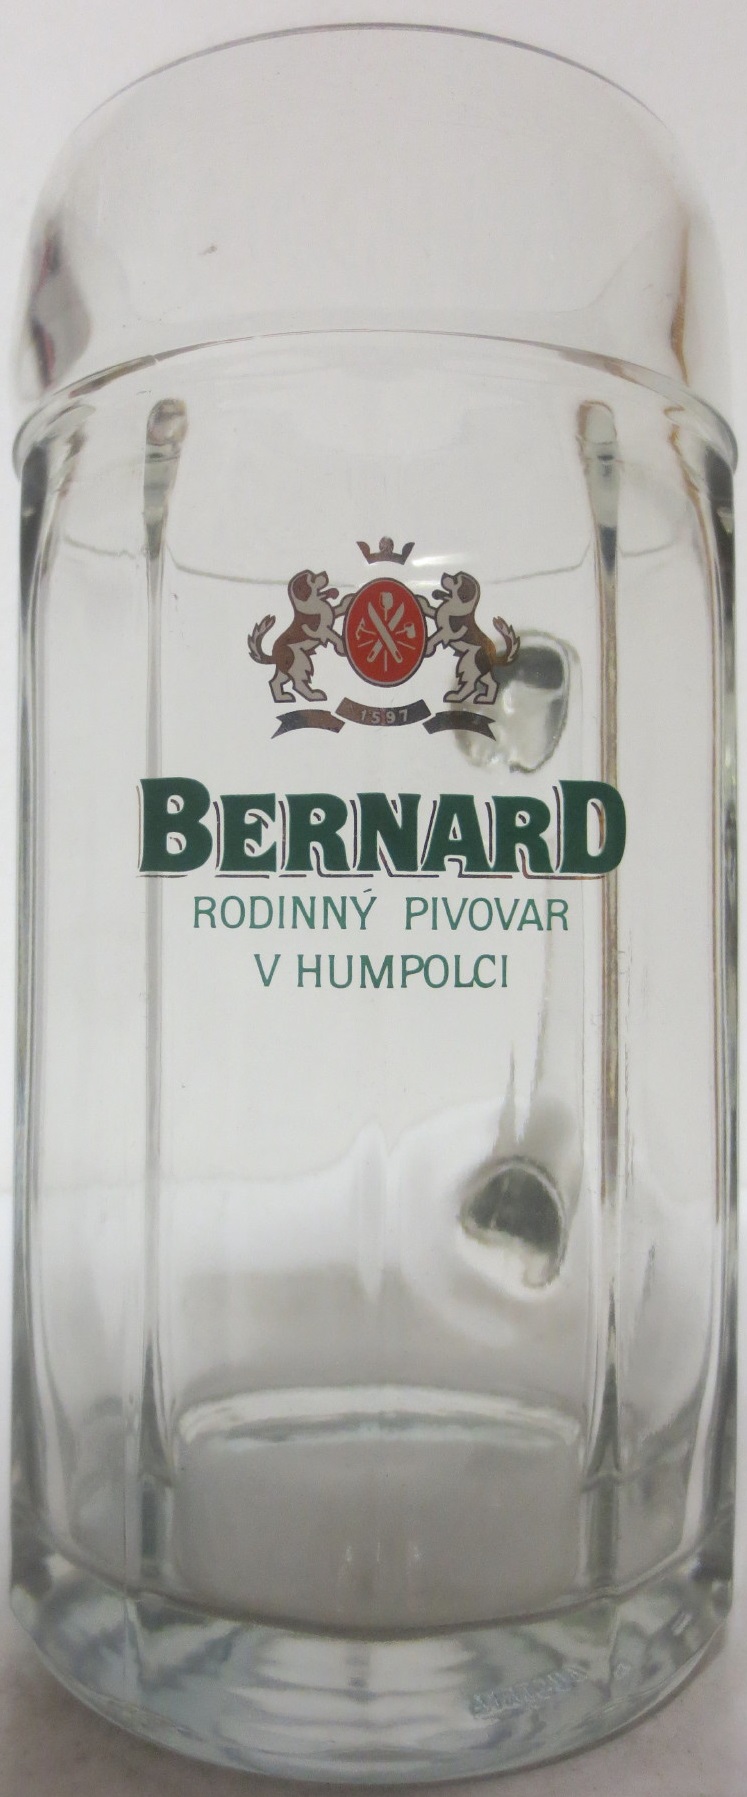 1597
BERNARD
RODINNÝ PIVOVAR
V HUMPOLCI